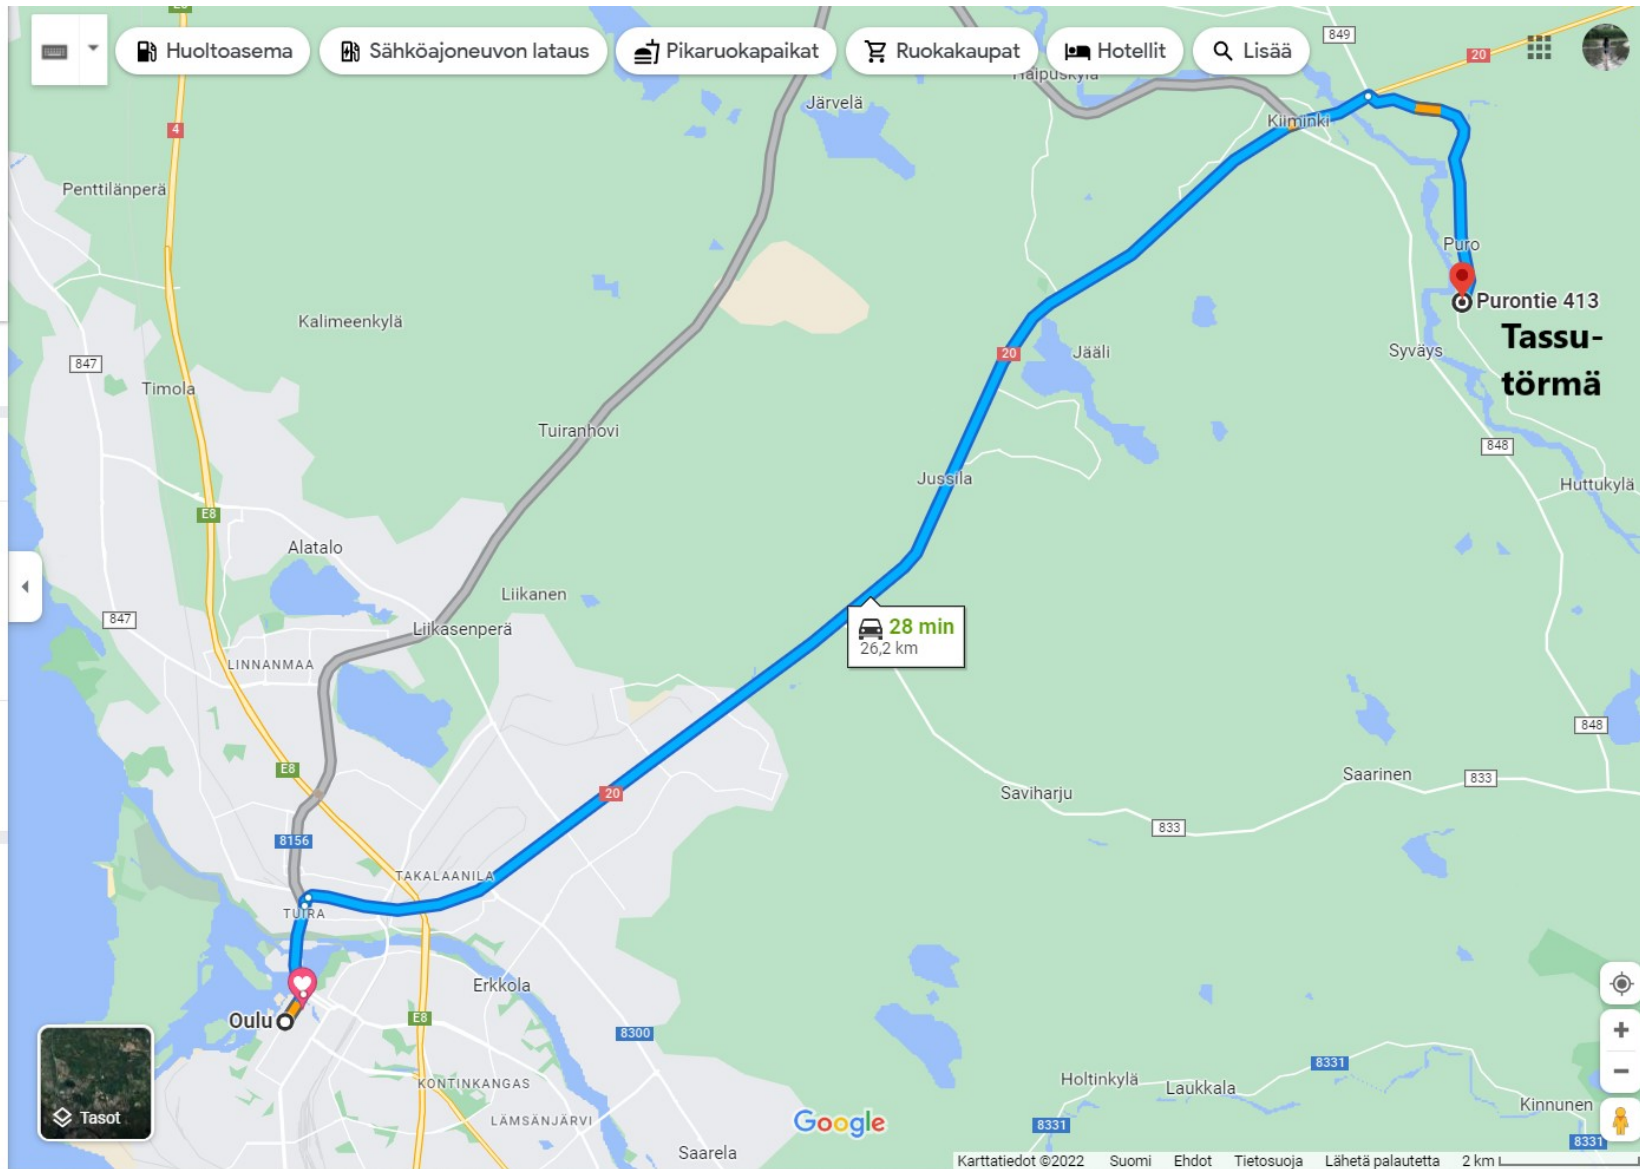 E8
849
Huoltoasema
Sähköajoneuvon lataus
Pikaruokapaikat
Ruokakaupat
Hotellit
Lisää
20
Haipuskylä
Järvelä
Kiiminki
4
Penttilänperä
Puro
Purontie 413
Tassu-
törmä
Kalimeenkylä
847
Timola
20
Jääli
Syväys
Tuiranhovi
848
Jussila
Huttukylä
E8
Alatalo
Liikanen
847
Liikasenperä
28 min
26,2 km
LINNANMAA
848
E8
Saarinen
833
20
Saviharju
833
8156
TAKALAANILA
TUIRA
Erkkola
Oulu
E8
8300
8331
KONTINKANGAS
Holtinkylä
Laukkala
Tasot
LÄMSÄNJÄRVI
Google
8331
Kinnunen
8331
Saarela
Karttatiedot ©2022
Suomi
Ehdot
Tietosuoja
Lähetä palautetta
2 km